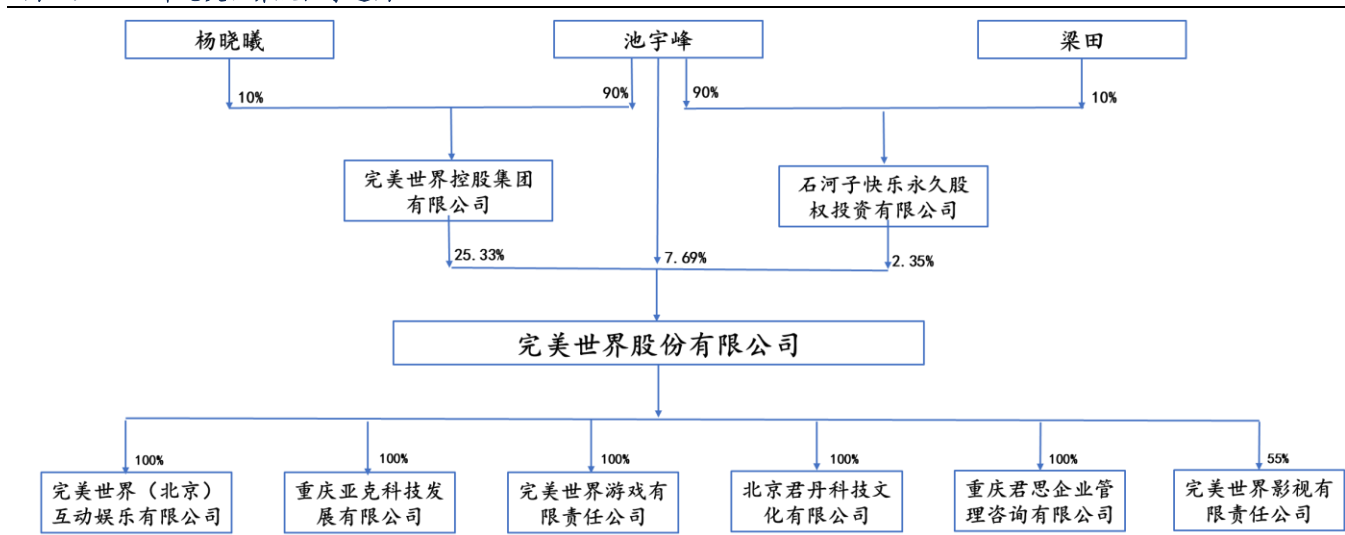 杨晓曦
池宇峰
梁田
10%
90%
90%
10%
完美世界控股集团
有限公司
石河子快乐永久股
权投资有限公司
25.33%
7.69%
2.35%
完美世界股份有限公司
100%
100%
100%
100%
100%
55%
完美世界（北京）
互动娱乐有限公司
重庆亚克科技发
展有限公司
完美世界游戏有
限责任公司
北京君丹科技文
化有限公司
重庆君思企业管
理咨询有限公司
完美世界影视有
限责任公司